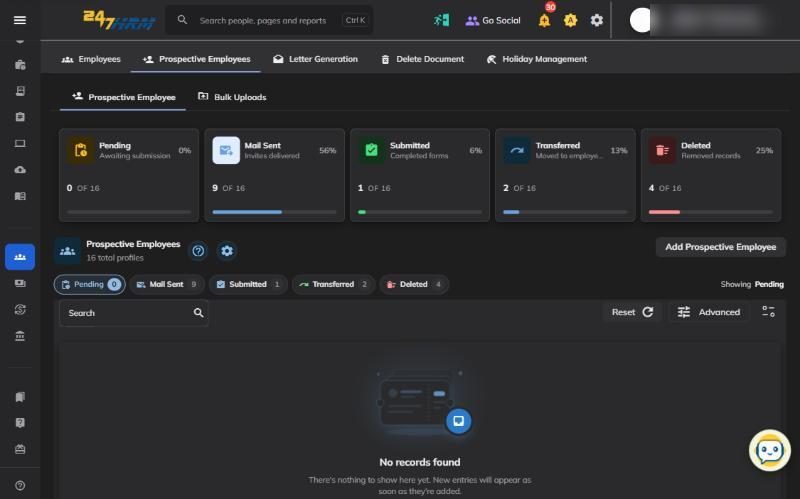 247HRM
Search people, pages and reports
Ctrl K
Go Social
30
A
Employees
Prospective Employees
Letter Generation
Delete Document
Holiday Management
Prospective Employee
Bulk Uploads
Pending
Awaiting submission
0%
0 OF 16
Mail Sent
Invites delivered
56%
9 OF 16
Submitted
Completed forms
6%
1 OF 16
Transferred
Moved to employe...
13%
2 OF 16
Deleted
Removed records
25%
4 OF 16
Prospective Employees
16 total profiles
Add Prospective Employee
Pending 0
Mail Sent 9
Submitted 1
Transferred 2
Deleted 4
Showing Pending
Search
Reset
Advanced
No records found
There's nothing to show here yet. New entries will appear as
soon as they're added.